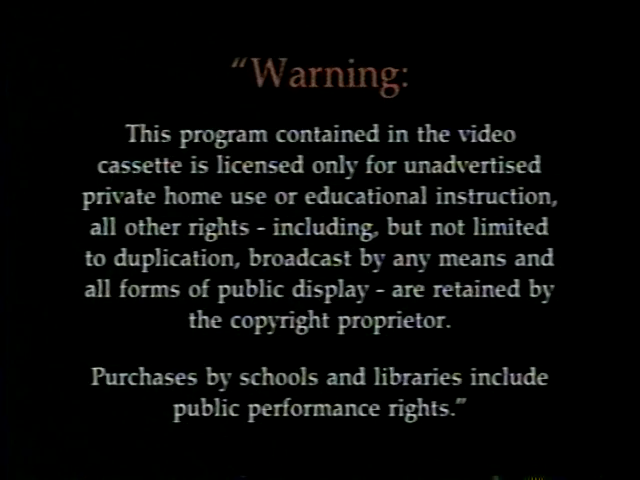 “Warning:
This program contained in the video
cassette is licensed only for unadvertised
private home use or educational instruction,
all other rights - including, but not limited
to duplication, broadcast by any means and
all forms of public display - are retained by
the copyright proprietor.
Purchases by schools and libraries include
public performance rights.”